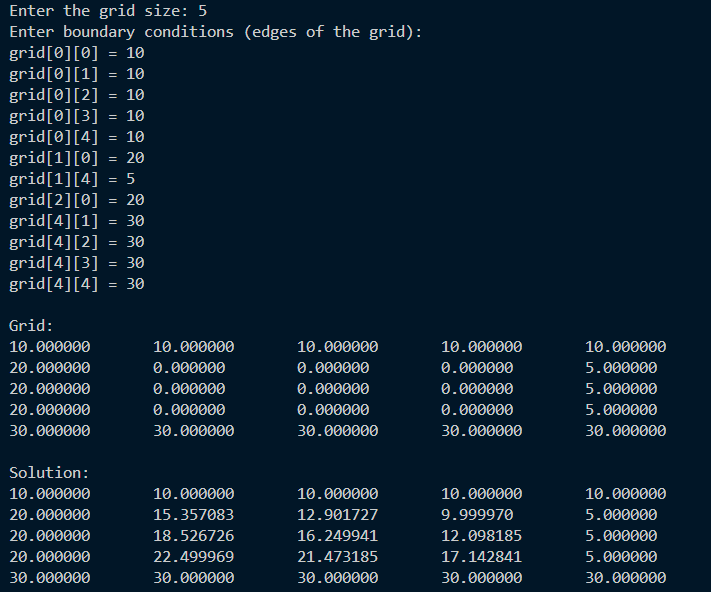 Enter the grid size: 5
Enter boundary conditions (edges of the grid):
grid[0][0] = 10
grid[0][1] = 10
grid[0][2] = 10
grid[0][3] = 10
grid[0][4] = 10
grid[1][0] = 20
grid[1][4] = 5
grid[2][0] = 20
grid[4][1] = 30
grid[4][2] = 30
grid[4][3] = 30
grid[4][4] = 30
Grid:
10.000000 10.000000 10.000000 10.000000 10.000000
20.000000 0.000000 0.000000 0.000000 5.000000
20.000000 0.000000 0.000000 0.000000 5.000000
20.000000 0.000000 0.000000 0.000000 5.000000
30.000000 30.000000 30.000000 30.000000 30.000000
Solution:
10.000000 10.000000 10.000000 10.000000 10.000000
20.000000 15.357083 12.901727 9.999970 5.000000
20.000000 18.526726 16.249941 12.098185 5.000000
20.000000 22.499969 21.473185 17.142841 5.000000
30.000000 30.000000 30.000000 30.000000 30.000000